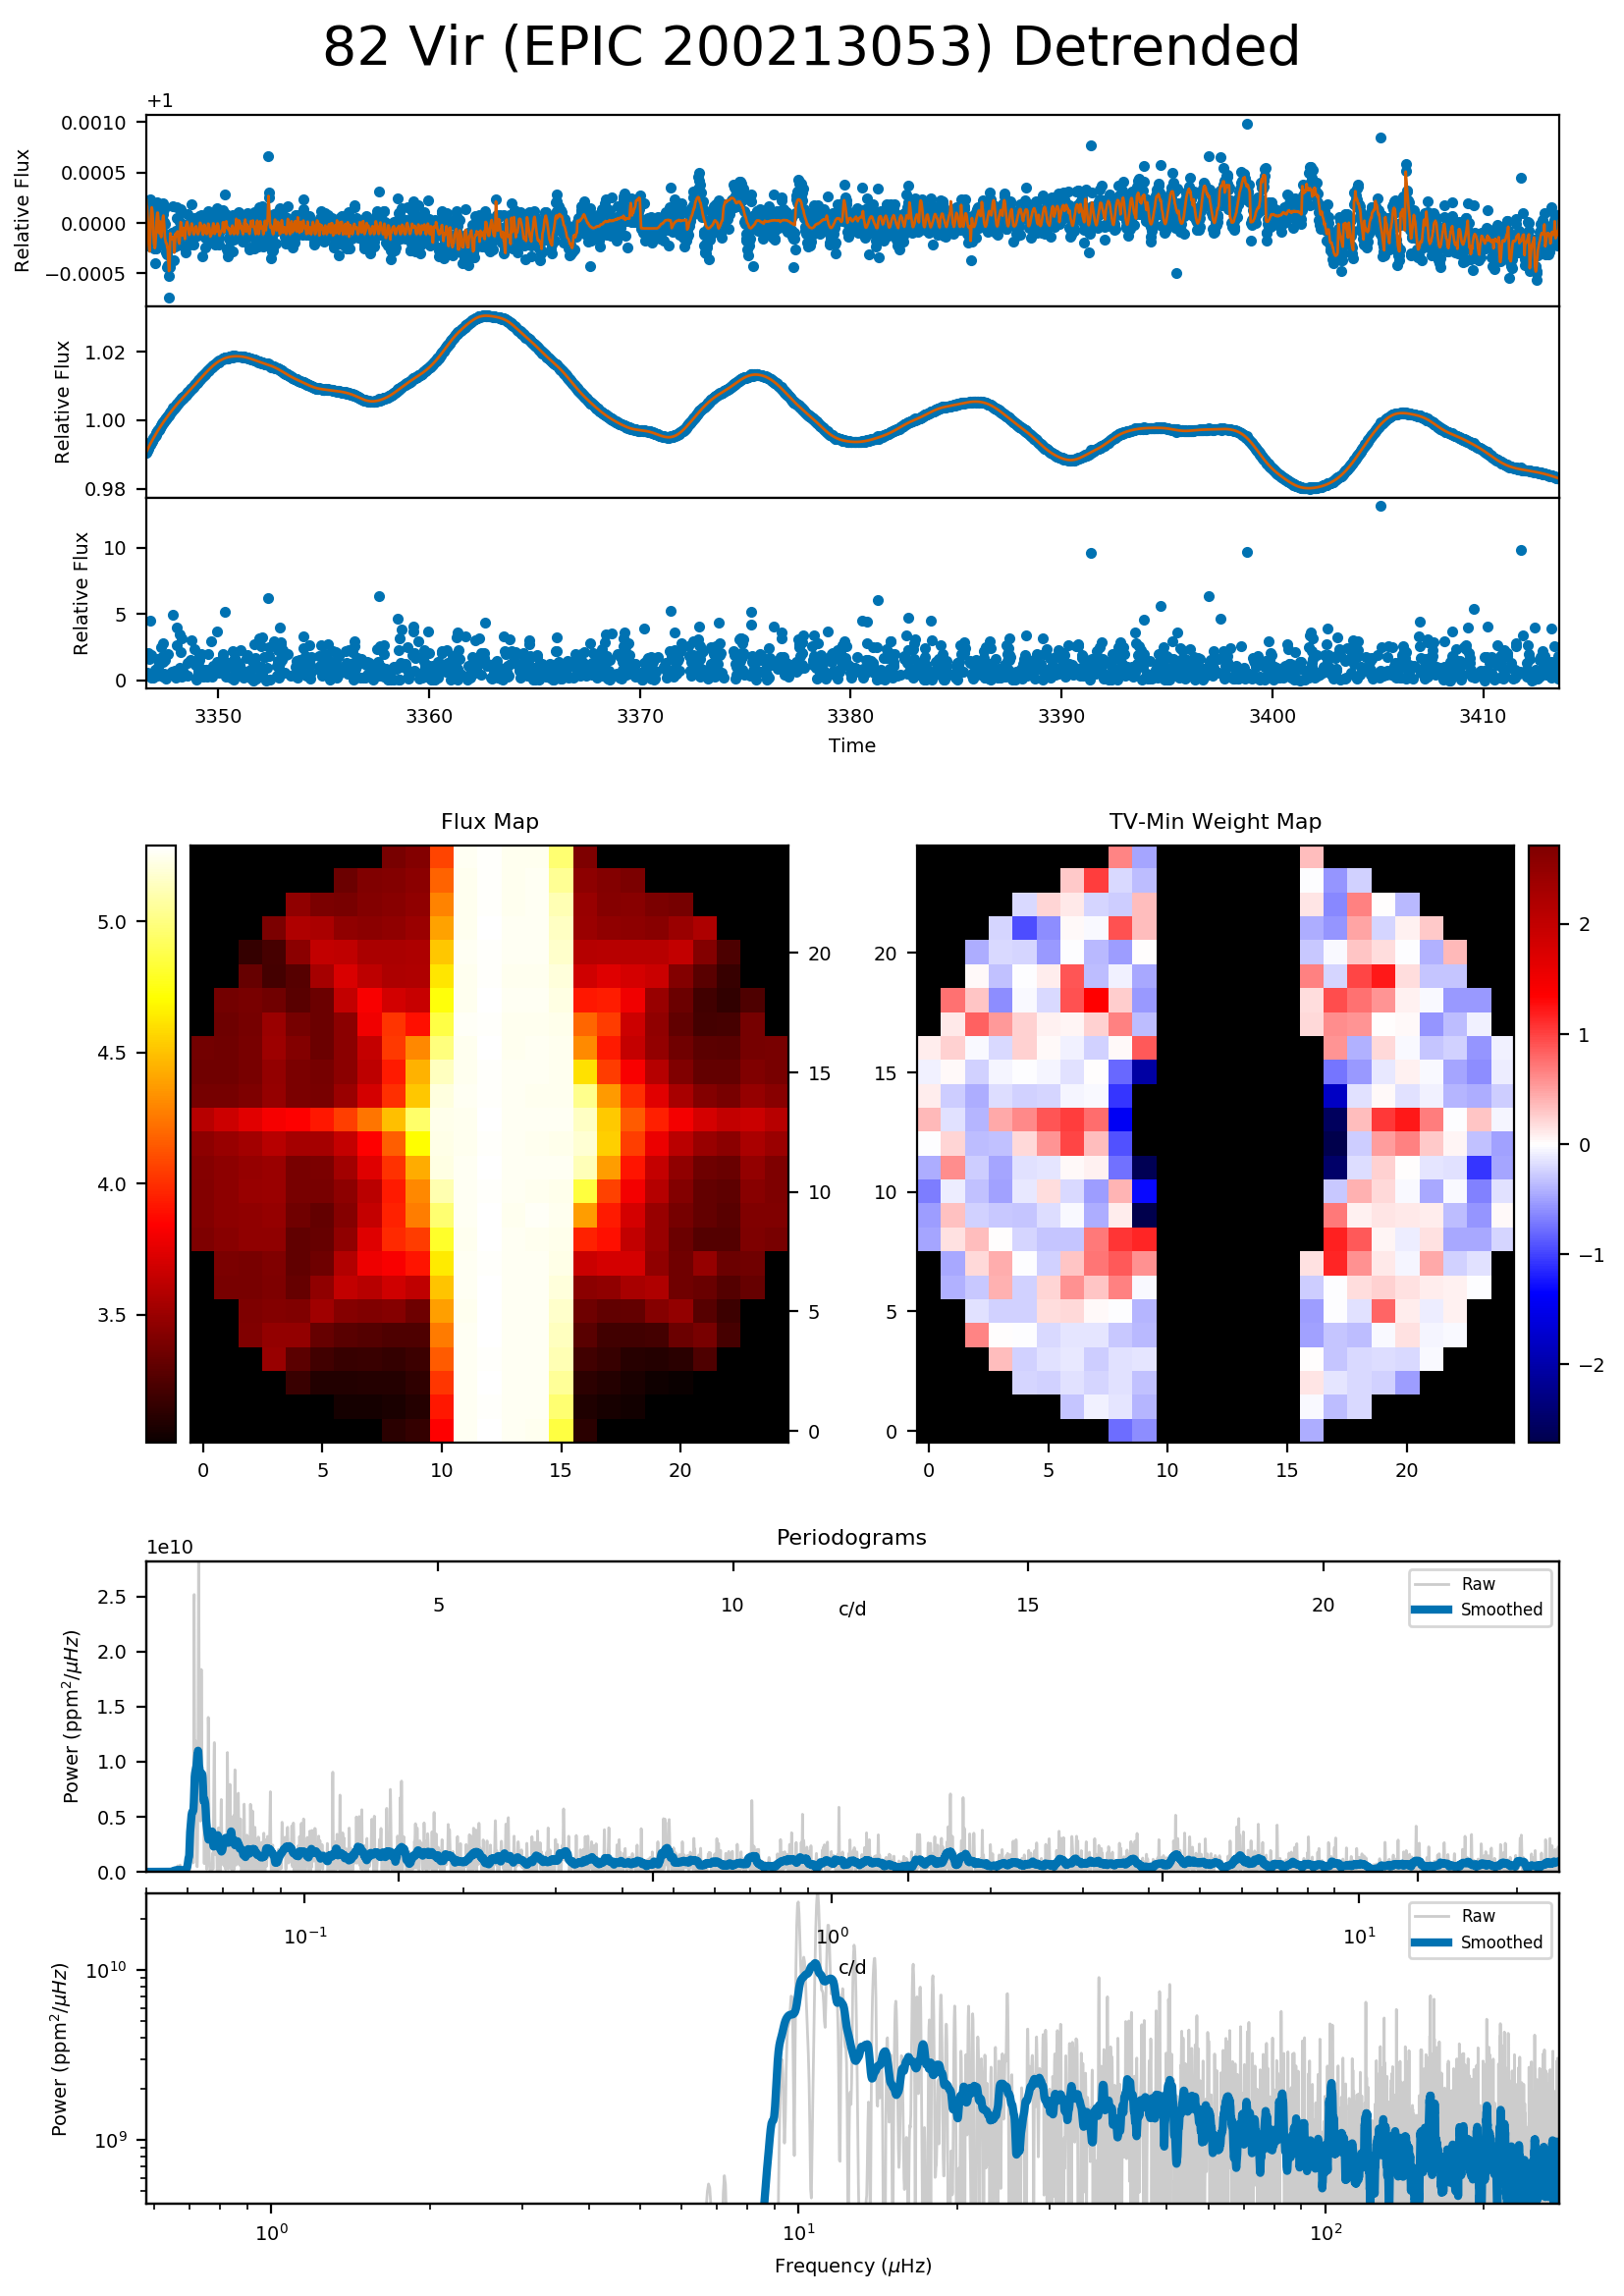 82 Vir (EPIC 200213053) Detrended
+1
0.0010
0.0005
0.0000
−0.0005
Relative Flux
1.02
1.00
0.98
Relative Flux
10
5
0
Relative Flux
3350 3360 3370 3380 3390 3400 3410
Time
Flux Map
5.0
4.5
4.0
3.5
20
15
10
5
0
0 5 10 15 20
TV-Min Weight Map
20
15
10
5
0
0 5 10 15 20
2
1
0
−1
−2
Periodograms
1e10
2.5
2.0
1.5
1.0
0.5
0.0
Power (ppm²/μHz)
5 10 15 20
c/d
Raw
Smoothed
10⁻¹ 10⁰ 10¹
c/d
Raw
Smoothed
10¹⁰
10⁹
Power (ppm²/μHz)
10⁰ 10¹ 10²
Frequency (μHz)